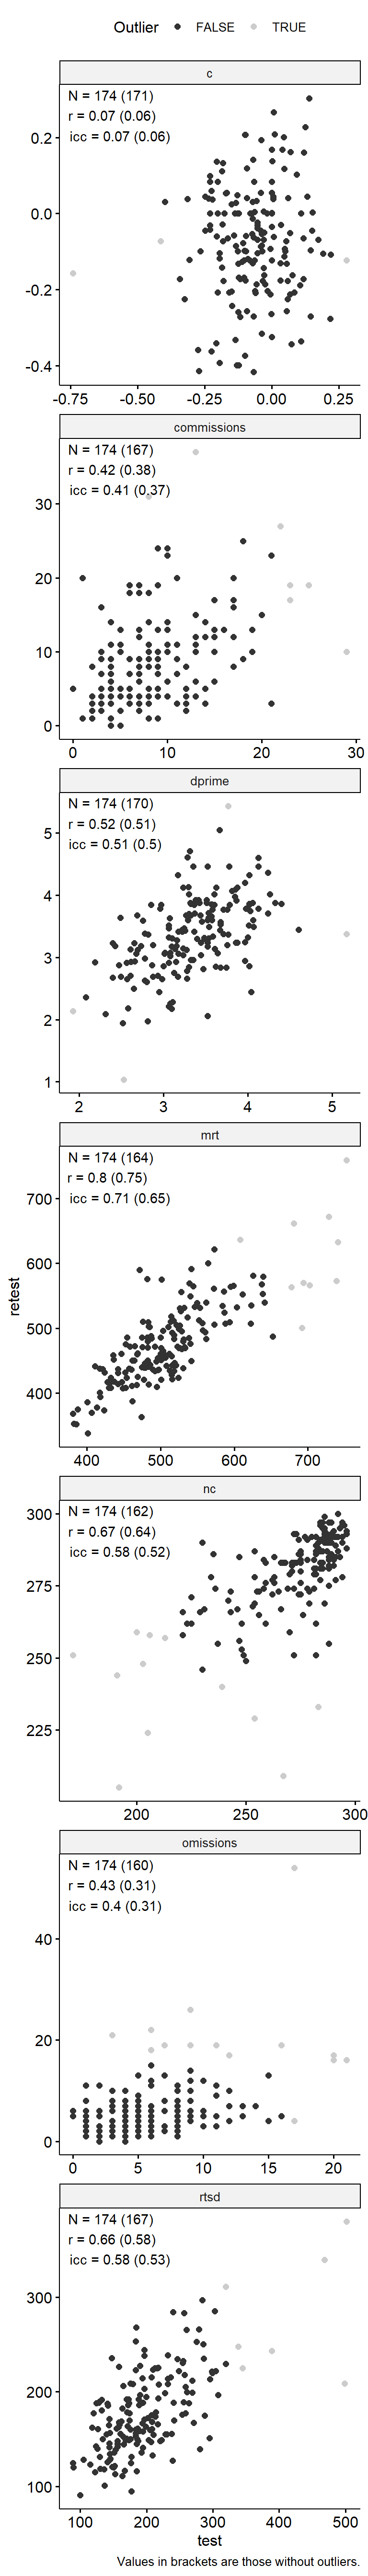 Outlier FALSE TRUE
c
N = 174 (171)
r = 0.07 (0.06)
icc = 0.07 (0.06)
0.2
0.0
-0.2
-0.4
-0.75 -0.50 -0.25 0.00 0.25
commissions
N = 174 (167)
r = 0.42 (0.38)
icc = 0.41 (0.37)
30
20
10
0
0 10 20 30
dprime
N = 174 (170)
r = 0.52 (0.51)
icc = 0.51 (0.5)
5
4
3
2
1
2 3 4 5
mrt
N = 174 (164)
r = 0.8 (0.75)
icc = 0.71 (0.65)
700
600
500
400
400 500 600 700
retest
nc
N = 174 (162)
r = 0.67 (0.64)
icc = 0.58 (0.52)
300
275
250
225
200 250 300
omissions
N = 174 (160)
r = 0.43 (0.31)
icc = 0.4 (0.31)
40
20
0
0 5 10 15 20
rtsd
N = 174 (167)
r = 0.66 (0.58)
icc = 0.58 (0.53)
300
200
100
100 200 300 400 500
test
Values in brackets are those without outliers.